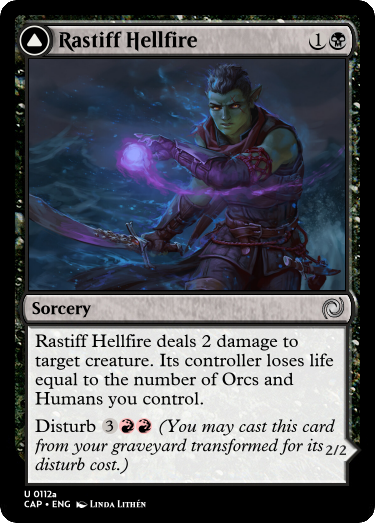 Rastiff Hellfire 1
Sorcery
Rastiff Hellfire deals 2 damage to
target creature. Its controller loses life
equal to the number of Orcs and
Humans you control.
Disturb 3 (You may cast this card
from your graveyard transformed for its
disturb cost.)
2/2
U 0112a
CAP • ENG Linda Lithén